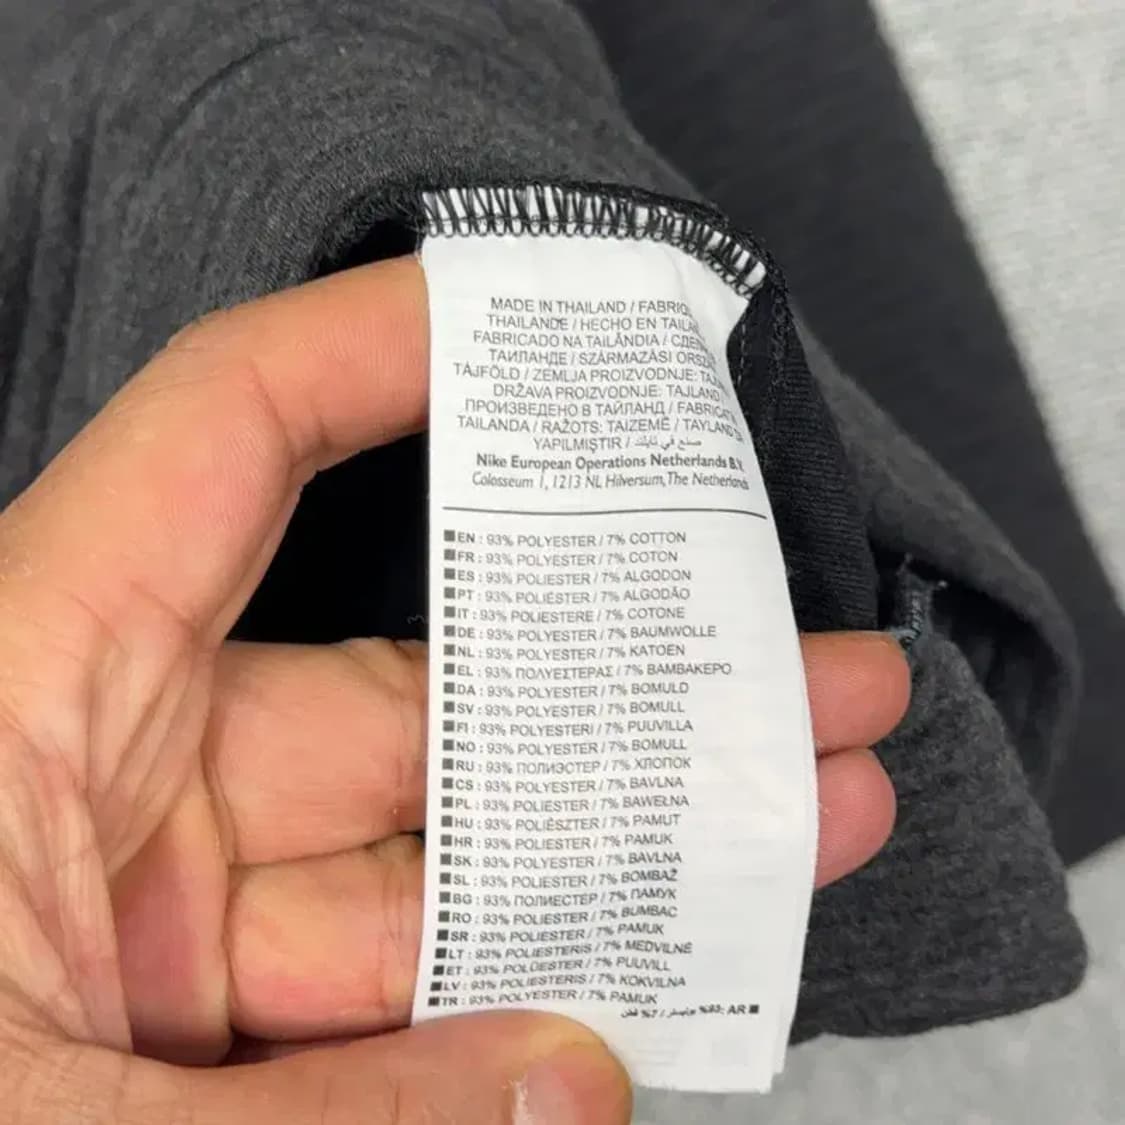 MADE IN THAILAND / FABRIQ
THAILANDE / HECHO EN TAILAN
FABRICADO NA TAILÂNDIA / СДЕЛ
ТАИЛАНДЕ / SZÁRMAZÁSI ORSZ
TÁJFÖLD / ZEMLJA PROIZVODNJE: TAJ
DRŽAVA PROIZVODNJE: TAJLAND
ПРОИЗВЕДЕНО В ТАЙЛАНД / FABRICAT
TAILANDA / RAŽOTS: TAIZEMĒ / TAYLAND
YAPILMIŞTIR / صنع في تايلاند
Nike European Operations Netherlands B.V.
Colosseum 1, 1213 NL Hilversum, The Netherlands
EN : 93% POLYESTER / 7% COTTON
FR : 93% POLYESTER / 7% COTON
ES : 93% POLIESTER / 7% ALGODON
PT : 93% POLIÉSTER / 7% ALGODÃO
IT : 93% POLIESTERE / 7% COTONE
DE : 93% POLYESTER / 7% BAUMWOLLE
NL : 93% POLYESTER / 7% KATOEN
EL : 93% ΠΟΛΥΕΣΤΕΡΑΣ / 7% ΒΑΜΒΑΚΕΡΟ
DA : 93% POLYESTER / 7% BOMULD
SV : 93% POLYESTER / 7% BOMULL
FI : 93% POLYESTERI / 7% PUUVILLA
NO : 93% POLYESTER / 7% BOMULL
RU : 93% ПОЛИЭСТЕР / 7% ХЛОПОК
CS : 93% POLYESTER / 7% BAVLNA
PL : 93% POLIESTER / 7% BAWEŁNA
HU : 93% POLIÉSZTER / 7% PAMUT
HR : 93% POLIESTER / 7% PAMUK
SK : 93% POLYESTER / 7% BAVLNA
SL : 93% POLIESTER / 7% BOMBAŽ
BG : 93% ПОЛИЕСТЕР / 7% ПАМУК
RO : 93% POLIESTER / 7% BUMBAC
SR : 93% POLIESTER / 7% PAMUK
LT : 93% POLIESTERIS / 7% MEDVILNĖ
ET : 93% POLÜESTER / 7% PUUVILL
LV : 93% POLIESTERIS / 7% KOKVILNA
TR : 93% POLYESTER / 7% PAMUK
AR :93% بوليستر / 7% قطن